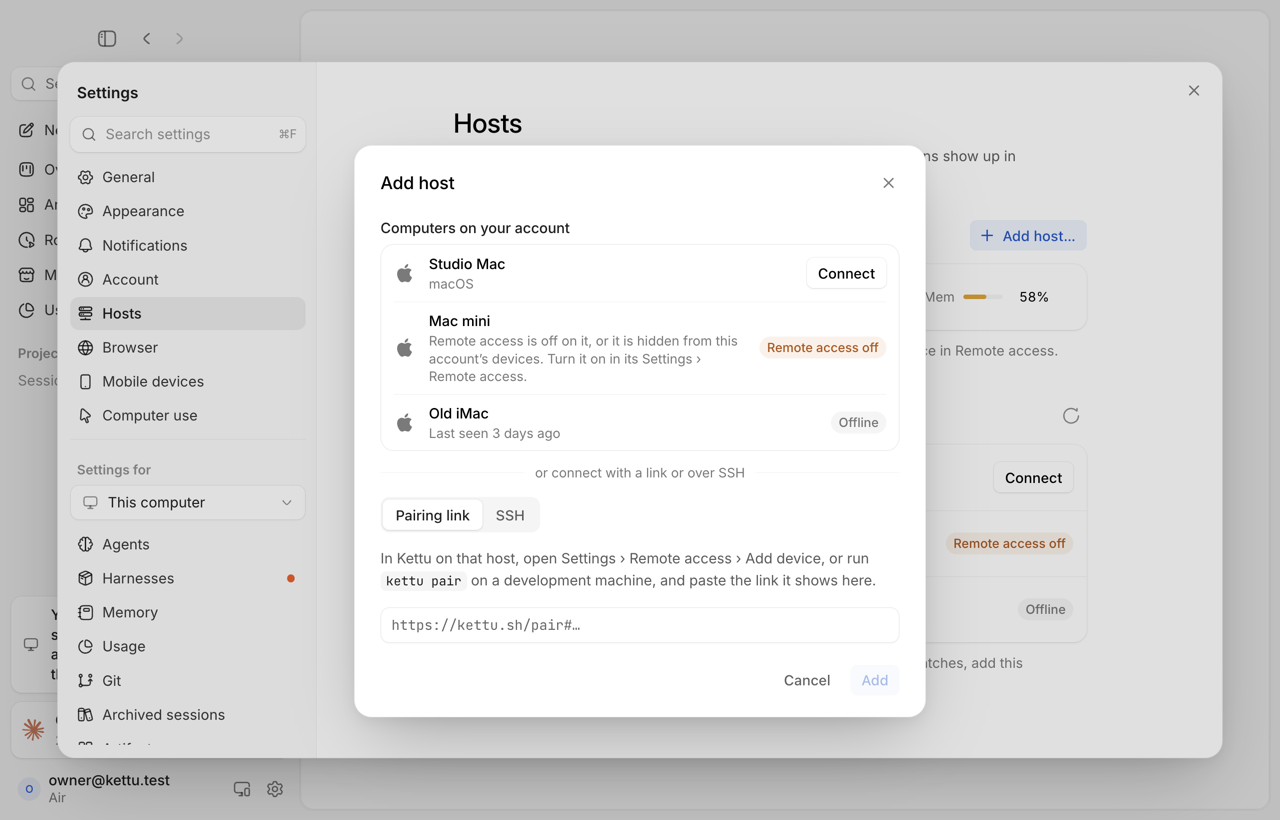 Settings
Search settings ⌘F
General
Appearance
Notifications
Account
Hosts
Browser
Mobile devices
Computer use
Settings for
This computer
Agents
Harnesses
Memory
Usage
Git
Archived sessions
owner@kettu.test
Air
Hosts
show up in
+ Add host…
Mem 58%
in Remote access.
Connect
Remote access off
Offline
add this
Add host
Computers on your account
Studio Mac
macOS
Connect
Mac mini
Remote access is off on it, or it is hidden from this
account’s devices. Turn it on in its Settings ›
Remote access.
Remote access off
Old iMac
Last seen 3 days ago
Offline
or connect with a link or over SSH
Pairing link SSH
In Kettu on that host, open Settings › Remote access › Add device, or run
kettu pair on a development machine, and paste the link it shows here.
https://kettu.sh/pair#…
Cancel Add